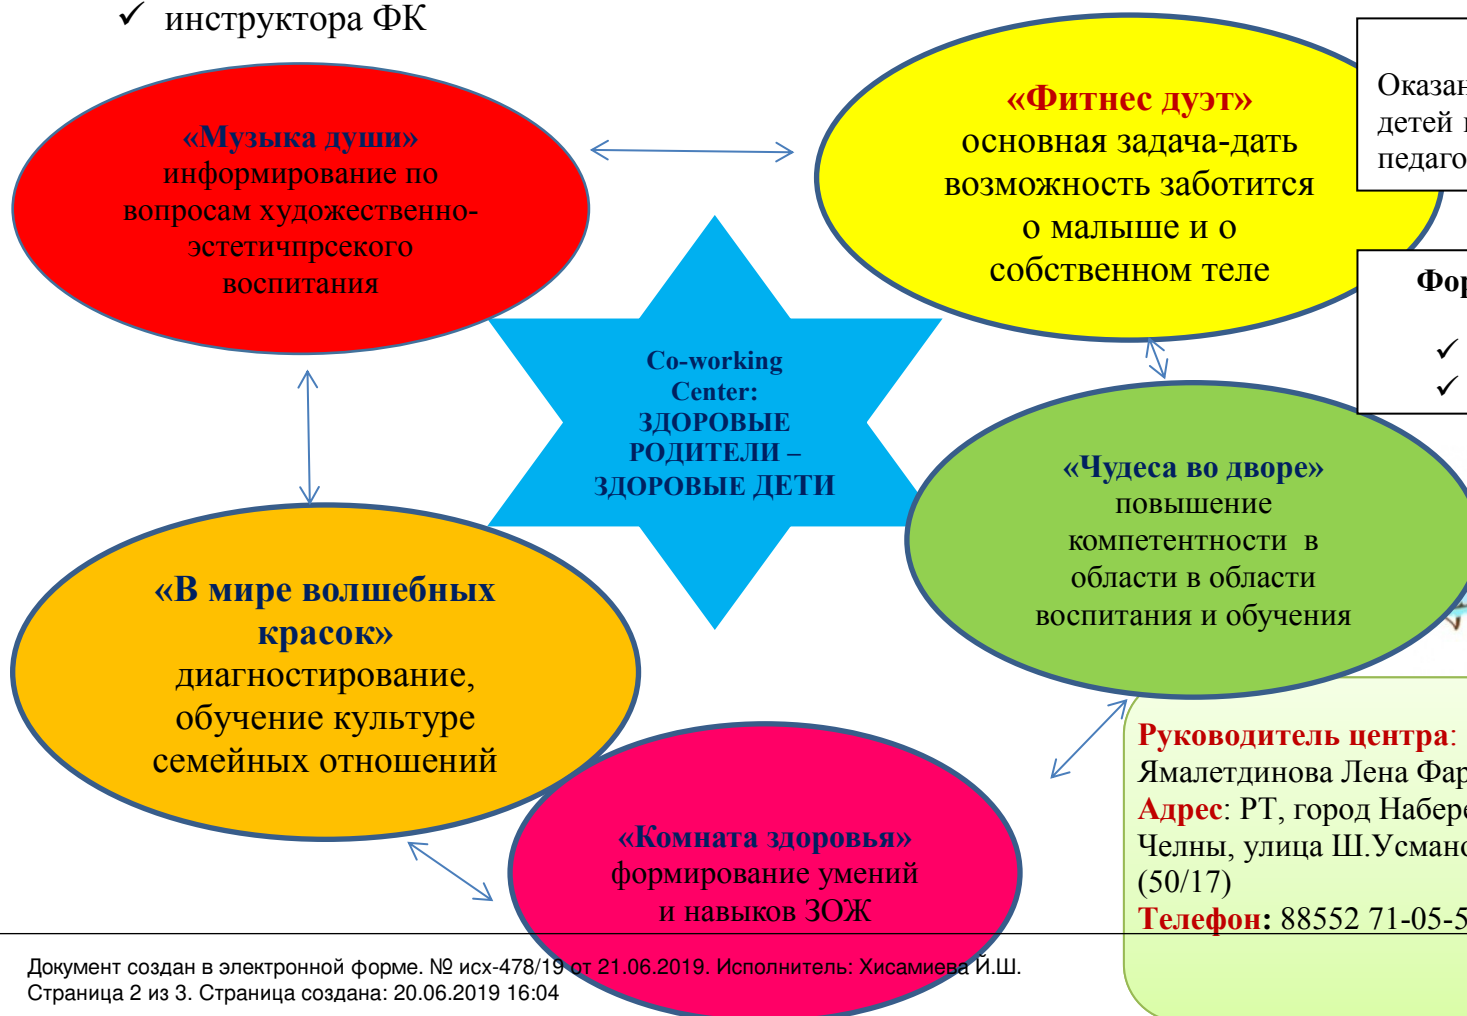 ✓ инструктора ФК
«Музыка души»
информирование по
вопросам художественно-
эстетичпрсекого
воспитания
«Фитнес дуэт»
основная задача-дать
возможность заботится
о малыше и о
собственном теле
Co-working
Center:
ЗДОРОВЫЕ
РОДИТЕЛИ –
ЗДОРОВЫЕ ДЕТИ
«Чудеса во дворе»
повышение
компетентности в
области в области
воспитания и обучения
«В мире волшебных
красок»
диагностирование,
обучение культуре
семейных отношений
«Комната здоровья»
формирование умений
и навыков ЗОЖ
детей
Руководитель центра:
Ямалетдинова Лена
Адрес: РТ, город
Челны, улица
(50/17)
Телефон: 88552 71-05-5
Документ создан в электронной форме. № исх-478/19 от 21.06.2019. Исполнитель: Хисамиева Й.Ш.
Страница 2 из 3. Страница создана: 20.06.2019 16:04